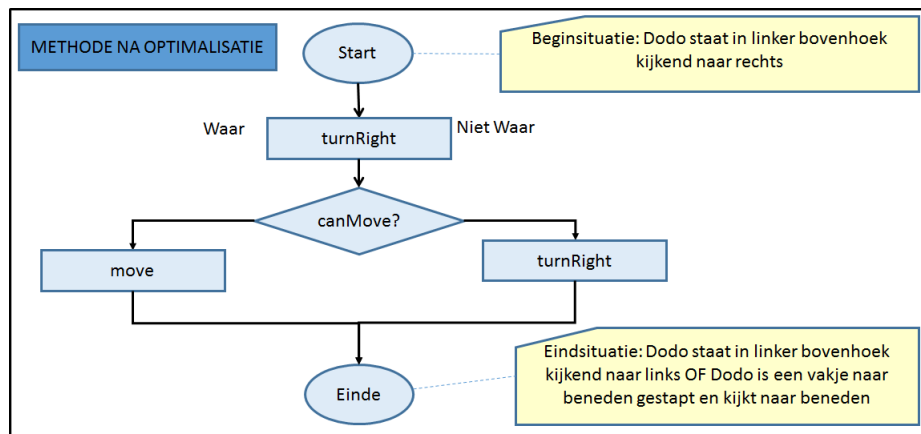 METHODE NA OPTIMALISATIE
Start
Beginsituatie: Dodo staat in linker bovenhoek
kijkend naar rechts
Waar
turnRight
Niet Waar
canMove?
move
turnRight
Einde
Eindsituatie: Dodo staat in linker bovenhoek
kijkend naar links OF Dodo is een vakje naar
beneden gestapt en kijkt naar beneden